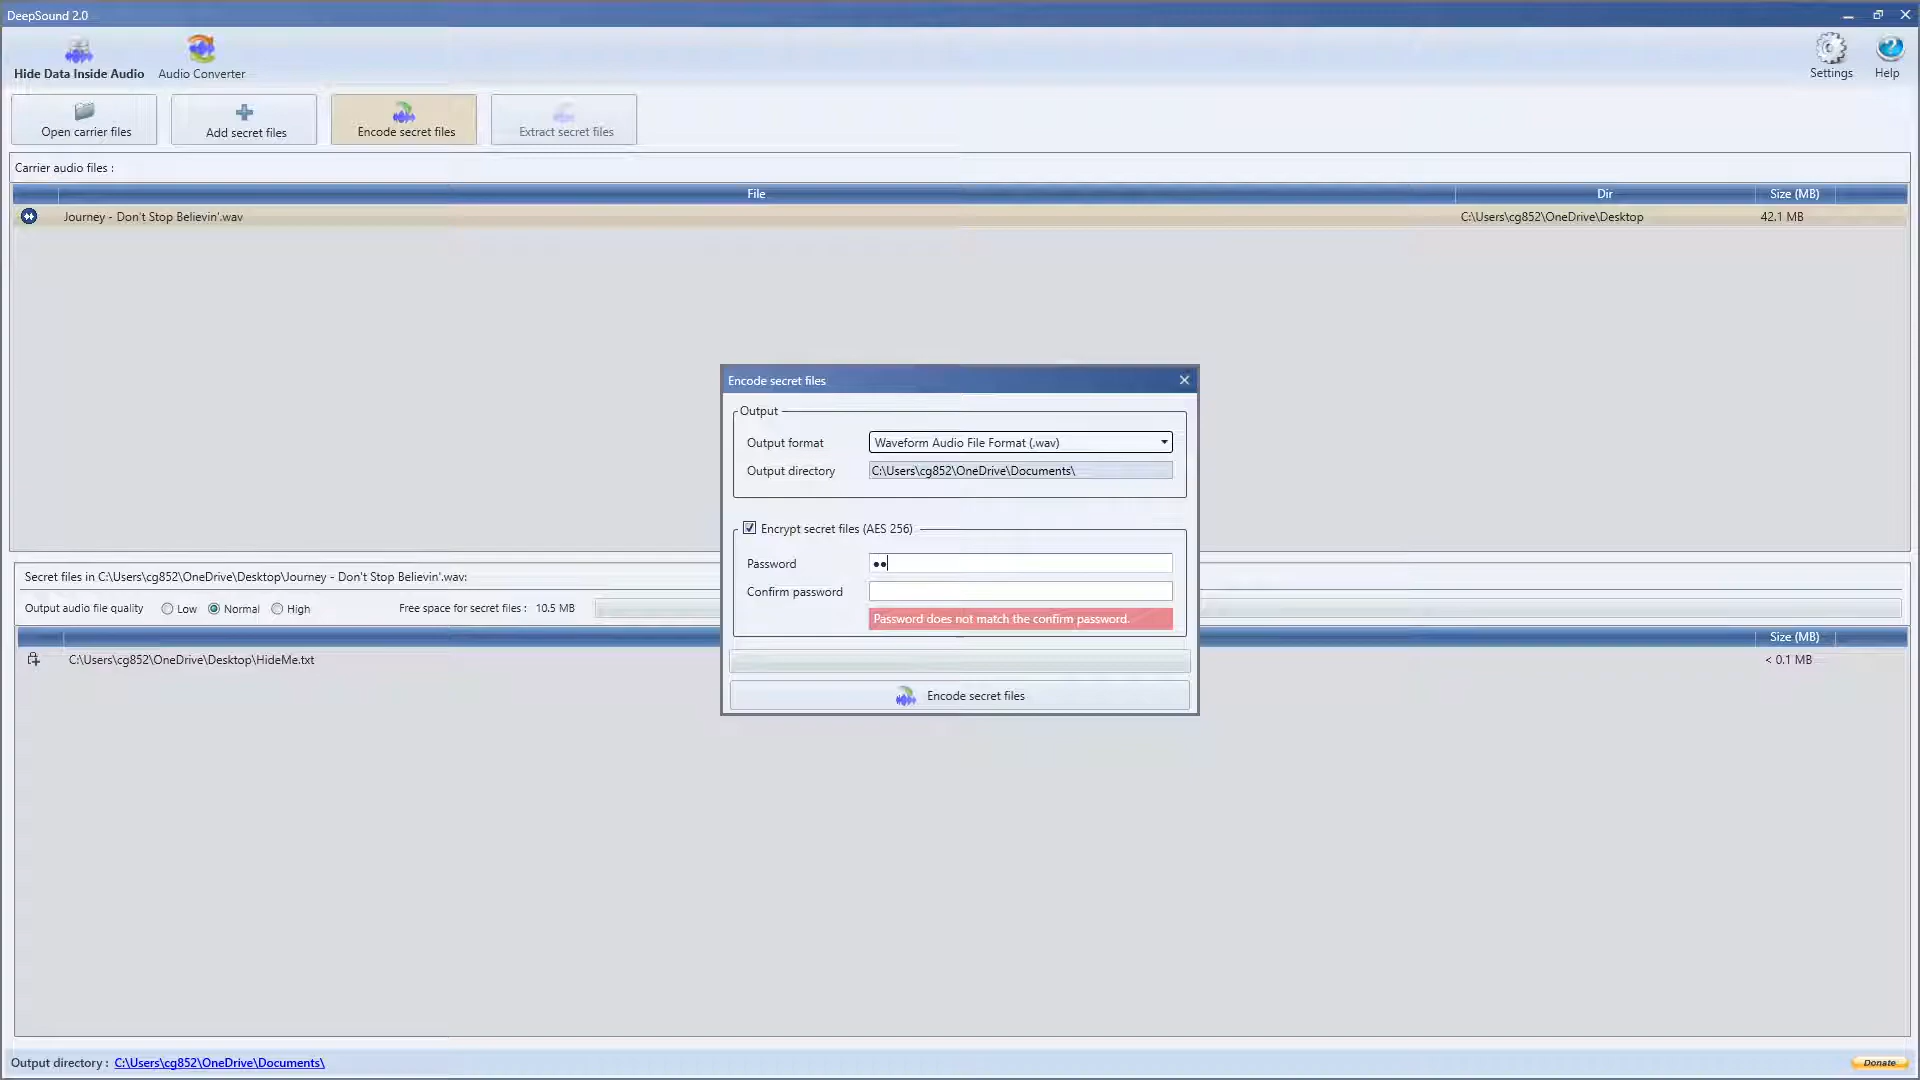 DeepSound 2.0
Hide Data Inside Audio
Audio Converter
Settings
Help
Open carrier files
Add secret files
Encode secret files
Extract secret files
Carrier audio files :
File
Dir
Size (MB)
Journey - Don't Stop Believin'.wav
C:\Users\cg852\OneDrive\Desktop
42.1 MB
Encode secret files
Output
Output format
Waveform Audio File Format (.wav)
Output directory
C:\Users\cg852\OneDrive\Documents\
Encrypt secret files (AES 256)
Password
●●
Confirm password
Password does not match the confirm password.
Encode secret files
Secret files in C:\Users\cg852\OneDrive\Desktop\Journey - Don't Stop Believin'.wav:
Output audio file quality
Low
Normal
High
Free space for secret files : 10.5 MB
Size (MB)
C:\Users\cg852\OneDrive\Desktop\HideMe.txt
< 0.1 MB
Output directory : C:\Users\cg852\OneDrive\Documents\
Donate